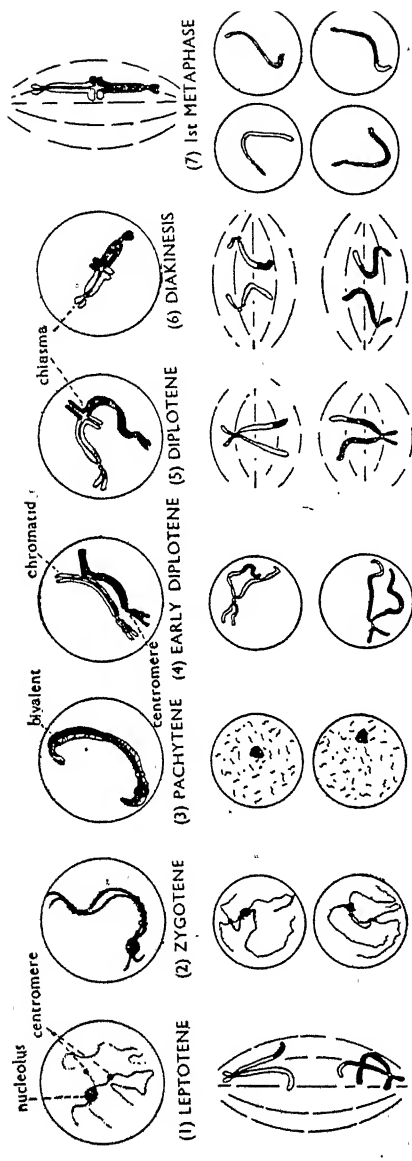 nucleolus
centromere
bivalent
chromatid
chiasma
centromere
(1) LEPTOTENE
(2) ZYGOTENE
(3) PACHYTENE
(4) EARLY DIPLOTENE
(5) DIPLOTENE
(6) DIAKINESIS
(7) 1st METAPHASE